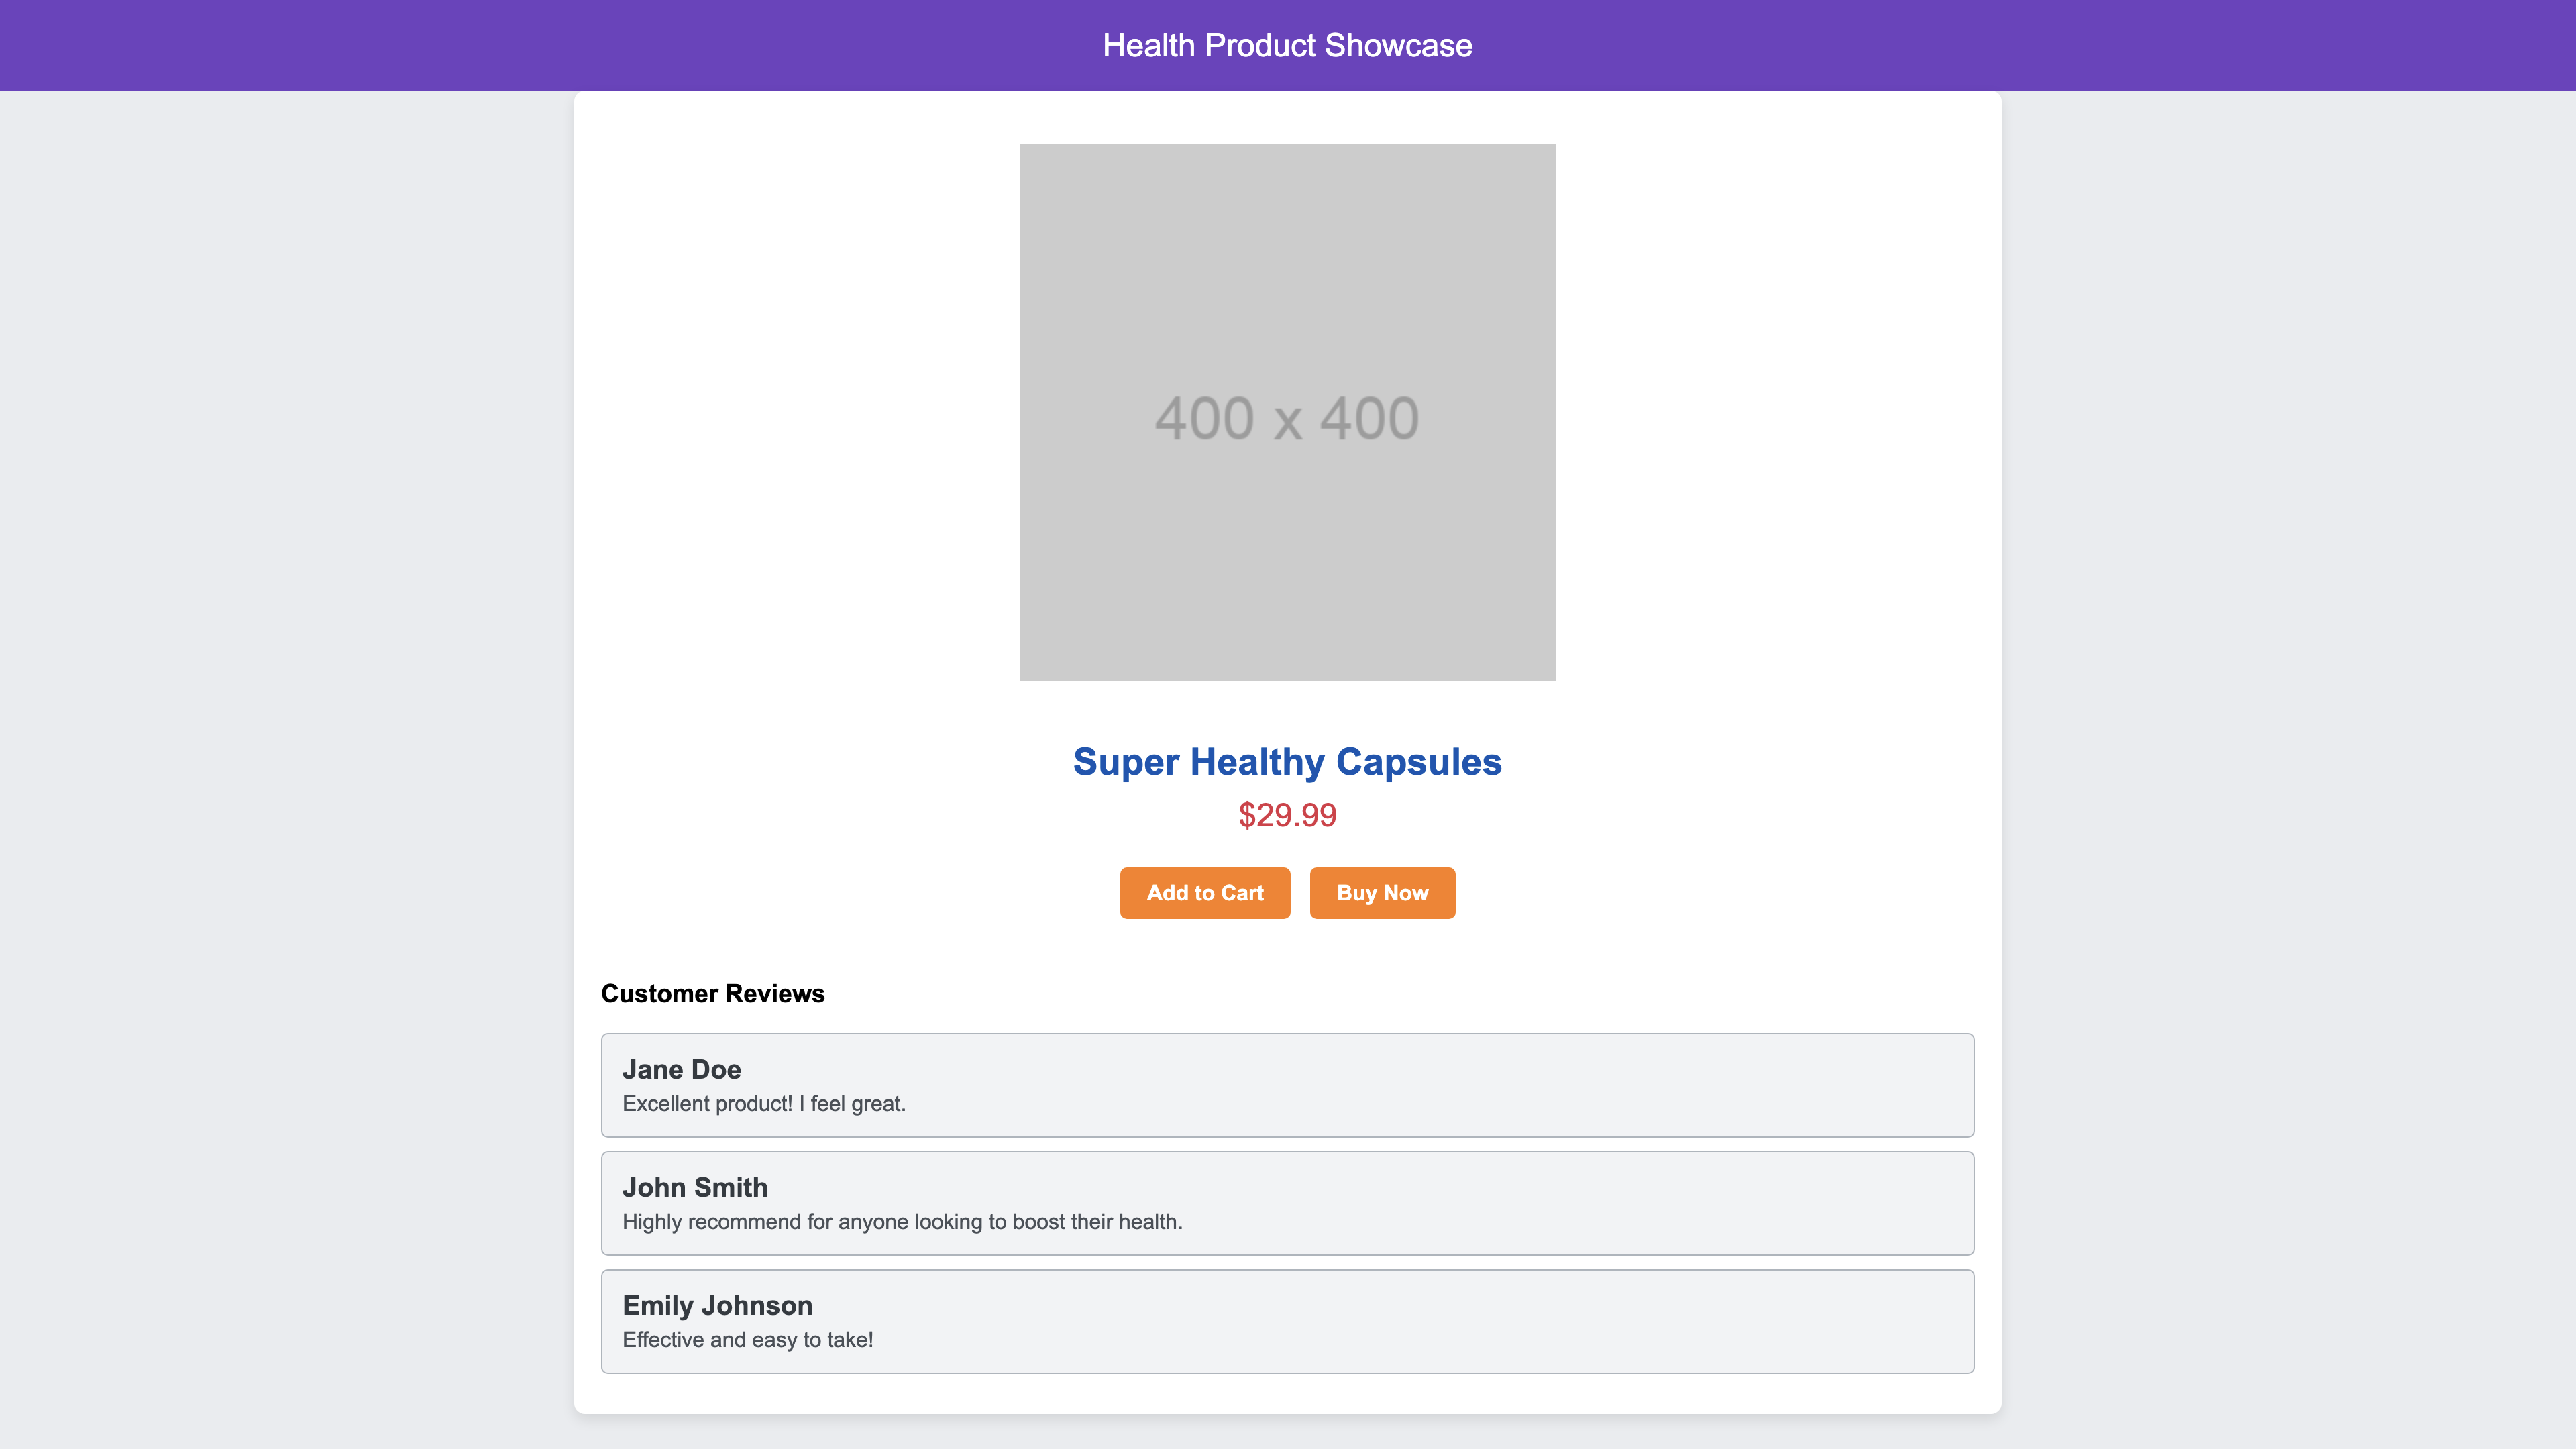 Health Product Showcase
400 x 400
Super Healthy Capsules
$29.99
Add to Cart Buy Now
Customer Reviews
Jane Doe
Excellent product! I feel great.
John Smith
Highly recommend for anyone looking to boost their health.
Emily Johnson
Effective and easy to take!